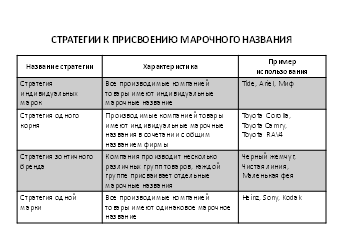 СТРАТЕГИИ К ПРИСВОЕНИЮ МАРОЧНОГО НАЗВАНИЯ
Название стратегии
Характеристика
Пример
использования
Стратегия
индивидуальных
марок
Все производимые компанией
товары имеют индивидуальные
марочные название
Tide, Ariel, Миф
Стратегия одного
корня
Производимые компанией товары
имеют индивидуальные марочные
названия в сочетании с общим
названием фирмы
Toyota Corolla,
Toyota Camry,
Toyota RAV4
Стратегия зонтичного
бренда
Компания производит несколько
различных групп товаров, каждой
группе присваивает отдельные
марочные названия
Черный жемчуг,
Чистая линия,
Маленькая фея
Стратегия одной
марки
Все производимые компанией
товары имеют одинаковое марочное
название
Heinz, Sony, Kodak